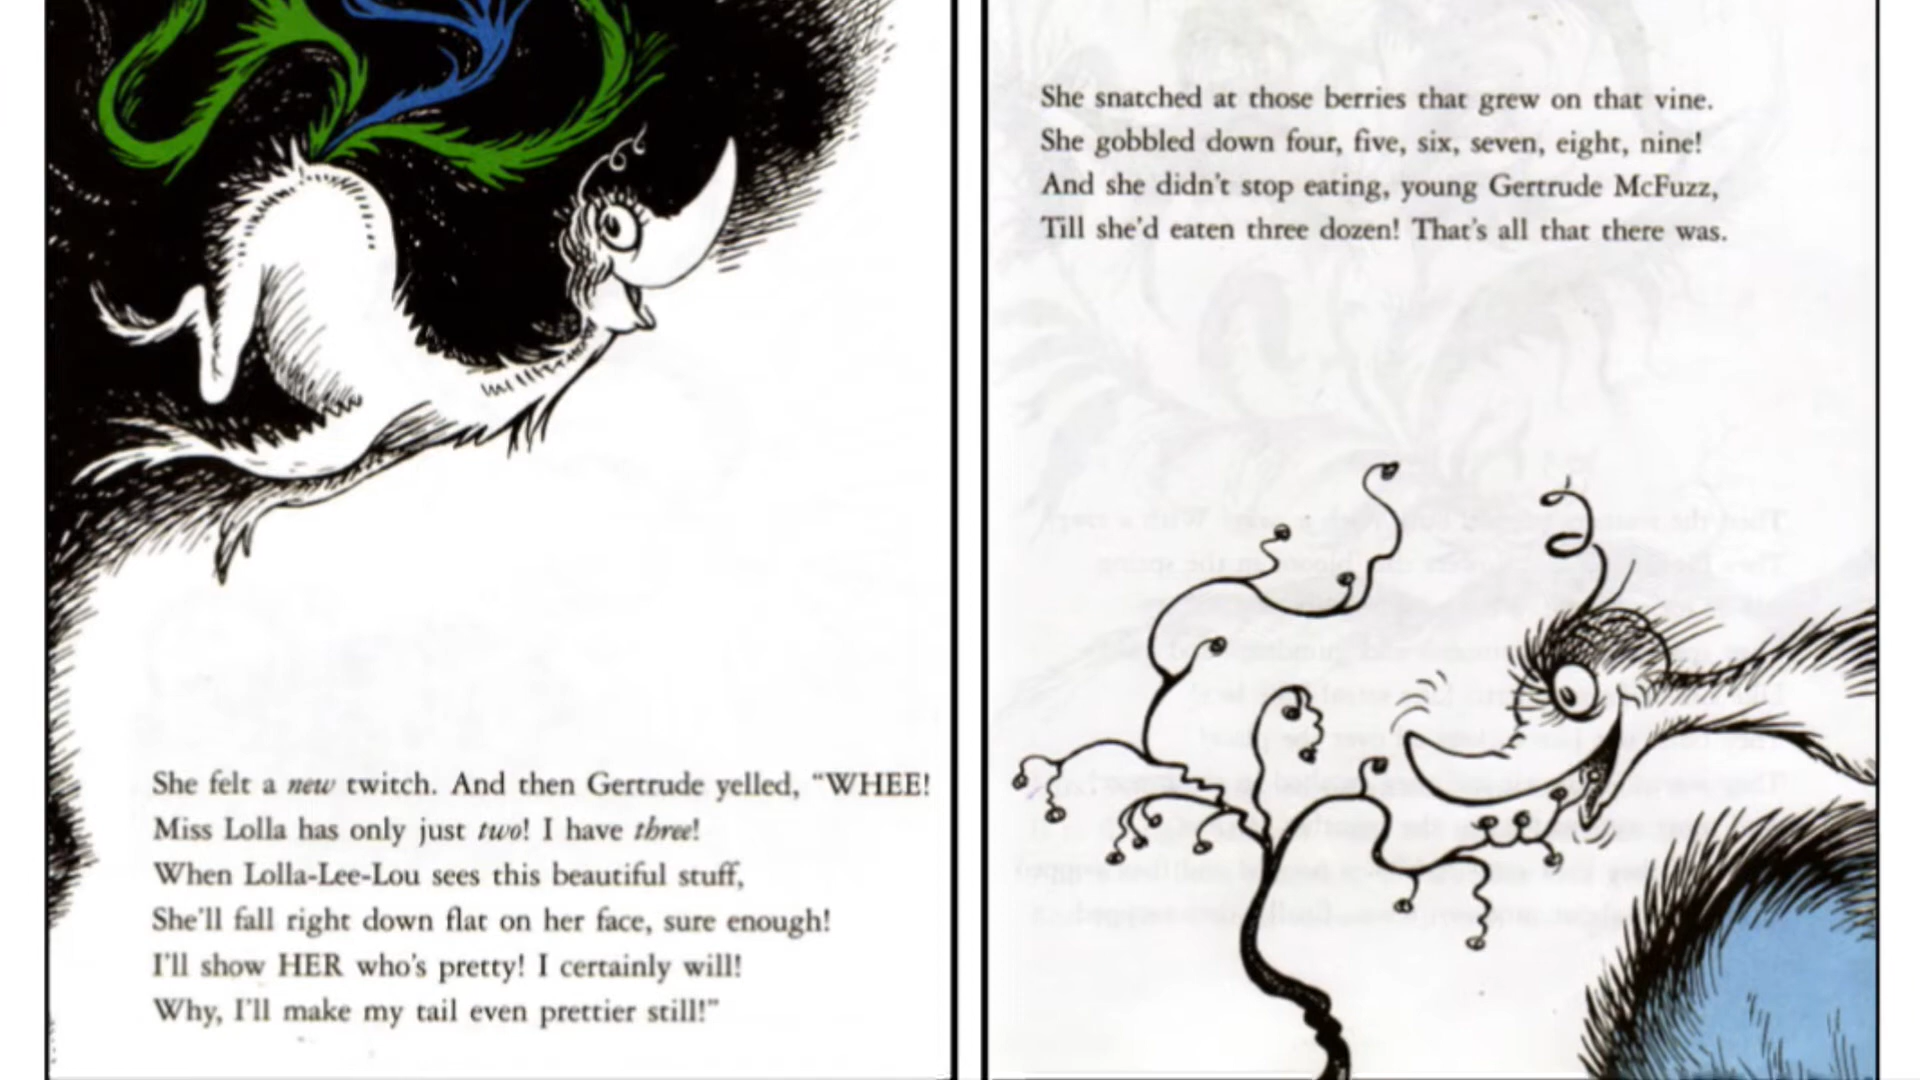 She felt a new twitch. And then Gertrude yelled, “WHEE!
Miss Lolla has only just two! I have three!
When Lolla-Lee-Lou sees this beautiful stuff,
She’ll fall right down flat on her face, sure enough!
I’ll show HER who’s pretty! I certainly will!
Why, I’ll make my tail even prettier still!”
She snatched at those berries that grew on that vine.
She gobbled down four, five, six, seven, eight, nine!
And she didn’t stop eating, young Gertrude McFuzz,
Till she’d eaten three dozen! That’s all that there was.